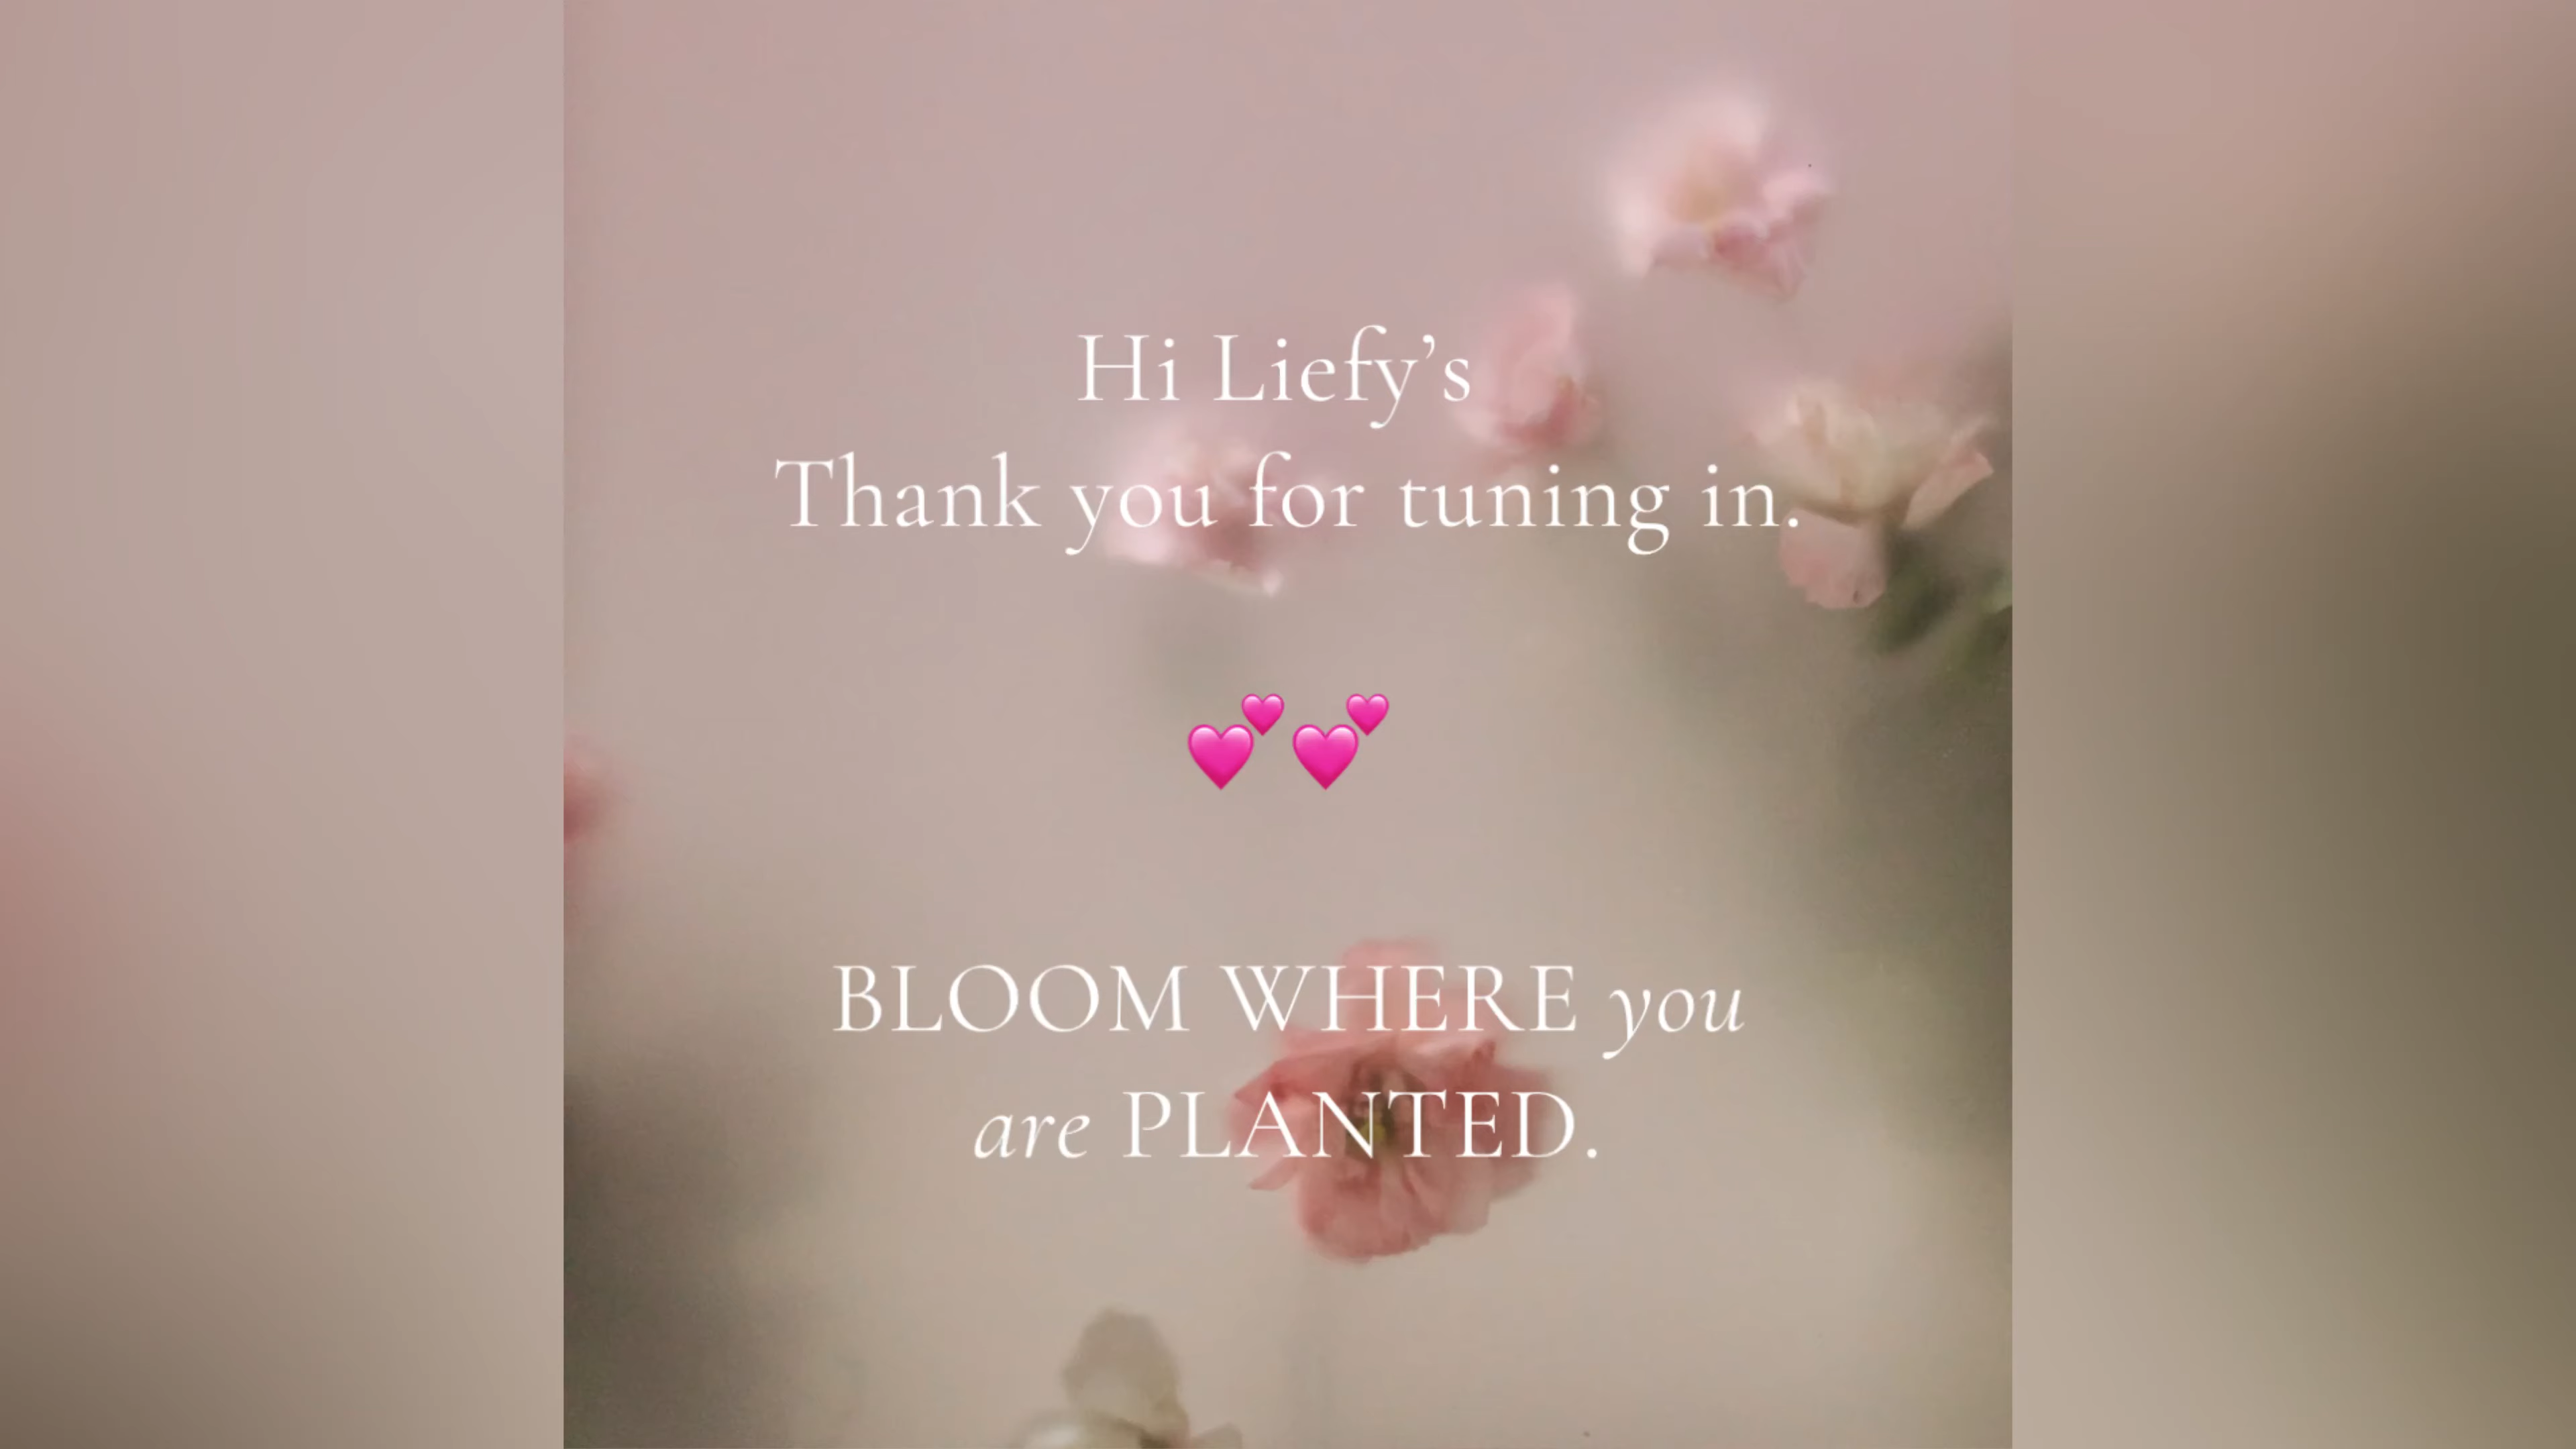 Hi Liefy’s
Thank you for tuning in.
💕💕
BLOOM WHERE you
are PLANTED.